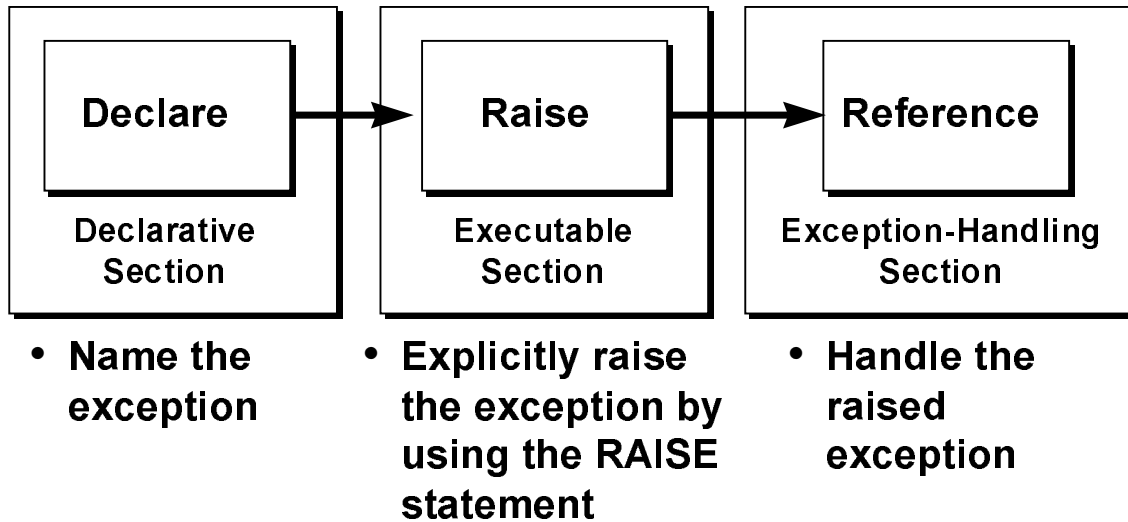 Declare
Declarative
Section
• Name the
exception
Raise
Executable
Section
• Explicitly raise
the exception by
using the RAISE
statement
Reference
Exception-Handling
Section
• Handle the
raised
exception